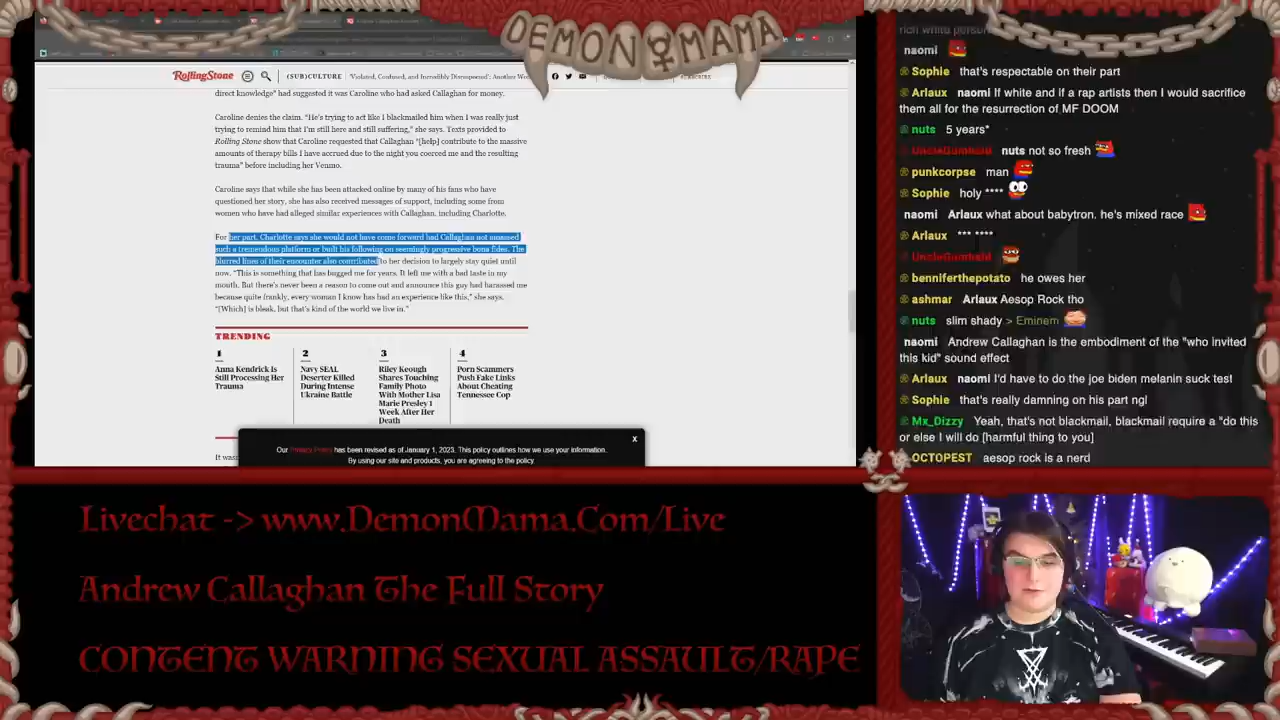 DEMON MAMA
RollingStone
(SUB)CULTURE
'Violated, Confused, and Incredibly Disrespected': Another Wo
direct knowledge" had suggested it was Caroline who had asked Callaghan for money.
Caroline denies the claim. "He's trying to act like I blackmailed him when I was really just
trying to remind him that I'm still here and still suffering," she says. Texts provided to
Rolling Stone show that Caroline requested that Callaghan "[help] contribute to the massive
amounts of therapy bills I have accrued due to the night you coerced me and the resulting
trauma" before including her Venmo.
Caroline says that while she has been attacked online by many of his fans who have
questioned her story, she has also received messages of support, including some from
women who have had alleged similar experiences with Callaghan, including Charlotte.
For her part, Charlotte says she would not have come forward had Callaghan not amassed
such a tremendous platform or built his following on seemingly progressive bona fides. The
blurred lines of their encounter also contributed to her decision to largely stay quiet until
now. "This is something that has bugged me for years. It left me with a bad taste in my
mouth. But there's never been a reason to come out and announce this guy had harassed me
because quite frankly, every woman I know has had an experience like this," she says.
"[Which] is bleak, but that's kind of the world we live in."
TRENDING
1
Anna Kendrick Is
Still Processing Her
Trauma
2
Navy SEAL
Deserter Killed
During Intense
Ukraine Battle
3
Riley Keough
Shares Touching
Family Photo
With Mother Lisa
Marie Presley 1
Week After Her
Death
4
Porn Scammers
Push Fake Links
About Cheating
Tennessee Cop
It was
x
Our Privacy Policy has been revised as of January 1, 2023. This policy outlines how we use your information.
By using our site and products, you are agreeing to the policy.
rich white persons
naomi
Sophie that's respectable on their part
Arlaux If white and if a rap artists then I would sacrifice
them all for resurrection of MF DOOM
nuts 5 years*
UncleGumbald nuts not so fresh
punkcorpse man
Sophie holy ****
Arlaux what about babytron. he's mixed race
Arlaux **** ****
UncleGumbald
benniferthepotato he owes her
ashmar Arlaux Aesop Rock tho
nuts slim shady > Eminem
naomi Andrew Callaghan is the embodiment of the "who invited
this kid" sound effect
Arlaux naomi I'd have to do the joe biden melanin suck test
Sophie that's really damning on his part ngl
Mx_Dizzy Yeah, that's not blackmail, blackmail require a "do this
or else I will do [harmful thing to you]
OCTOPEST aesop rock is a nerd
Livechat -> www.DemonMama.Com/Live
Andrew Callaghan The Full Story
CONTENT WARNING SEXUAL ASSAULT/RAPE